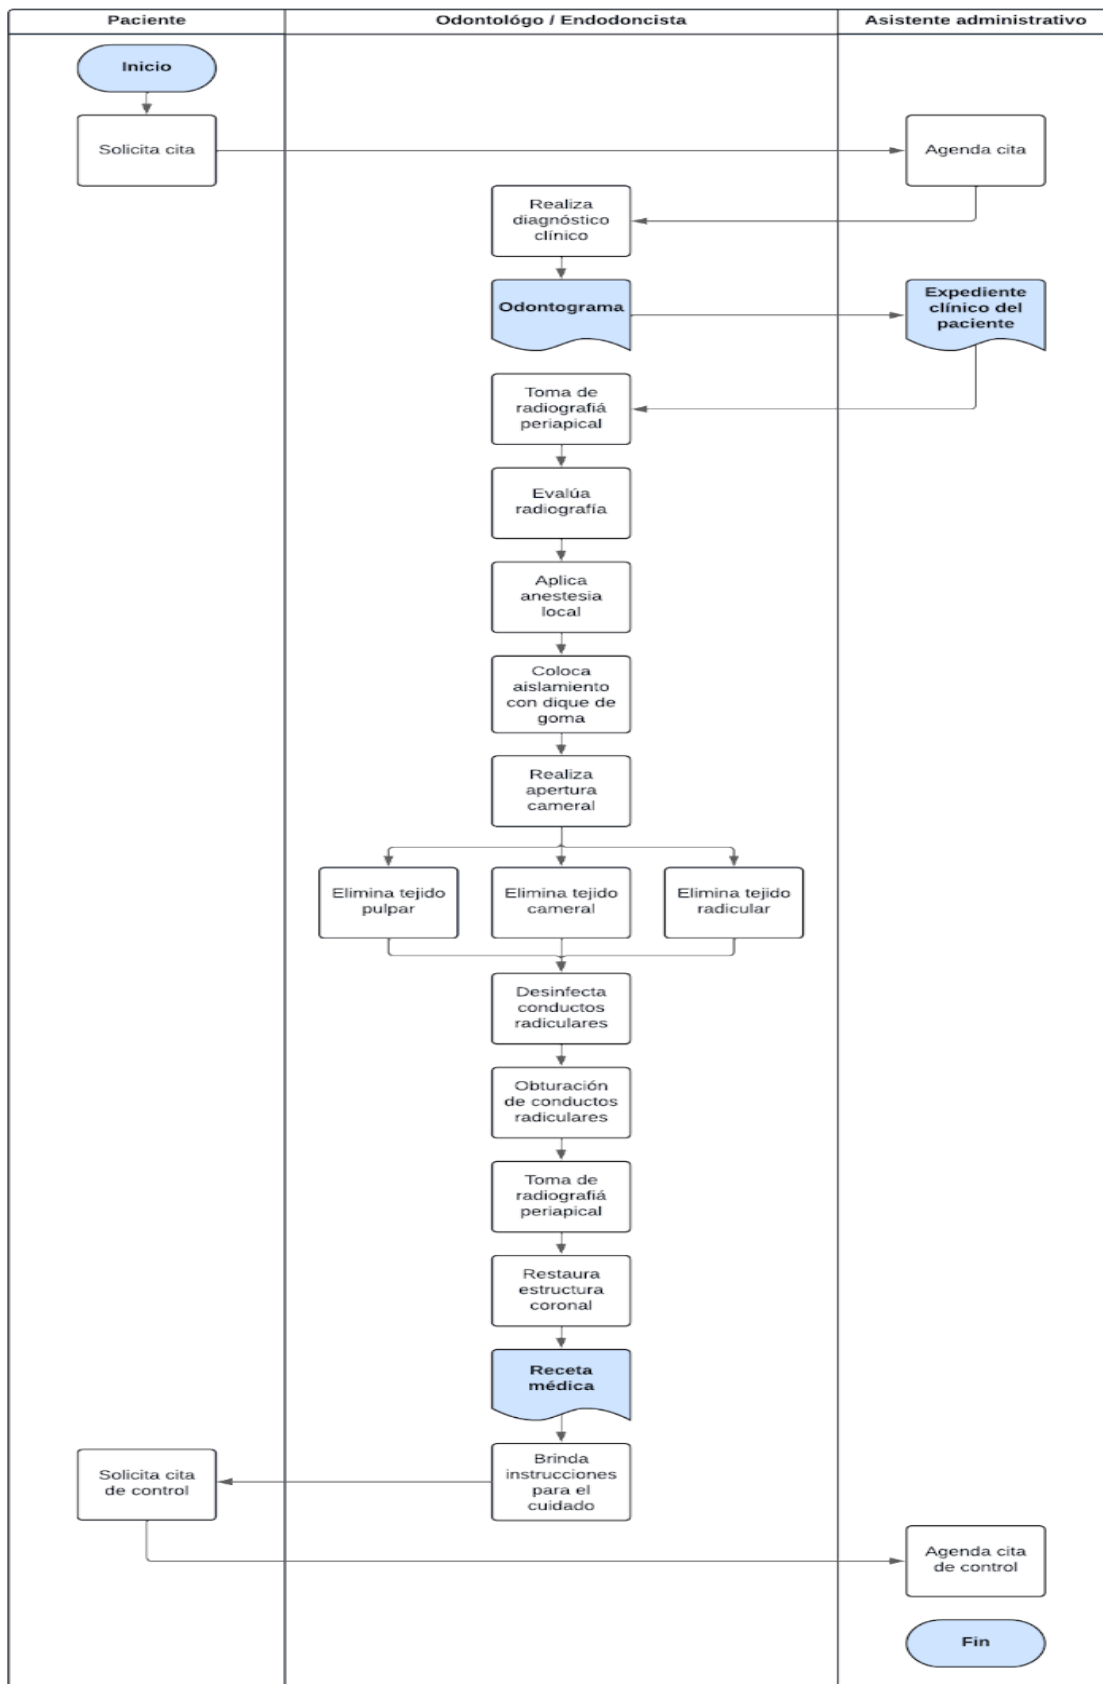 Paciente
Odontológo / Endodoncista
Asistente administrativo
Inicio
Solicita cita
Agenda cita
Realiza
diagnóstico
clínico
Odontograma
Expediente
clínico del
paciente
Toma de
radiografiá
periapical
Evalúa
radiografía
Aplica
anestesia
local
Coloca
aislamiento
con dique de
goma
Realiza
apertura
cameral
Elimina tejido
pulpar
Elimina tejido
cameral
Elimina tejido
radicular
Desinfecta
conductos
radiculares
Obturación
de conductos
radiculares
Toma de
radiografiá
periapical
Restaura
estructura
coronal
Receta
médica
Brinda
instrucciones
para el
cuidado
Solicita cita
de control
Agenda cita
de control
Fin